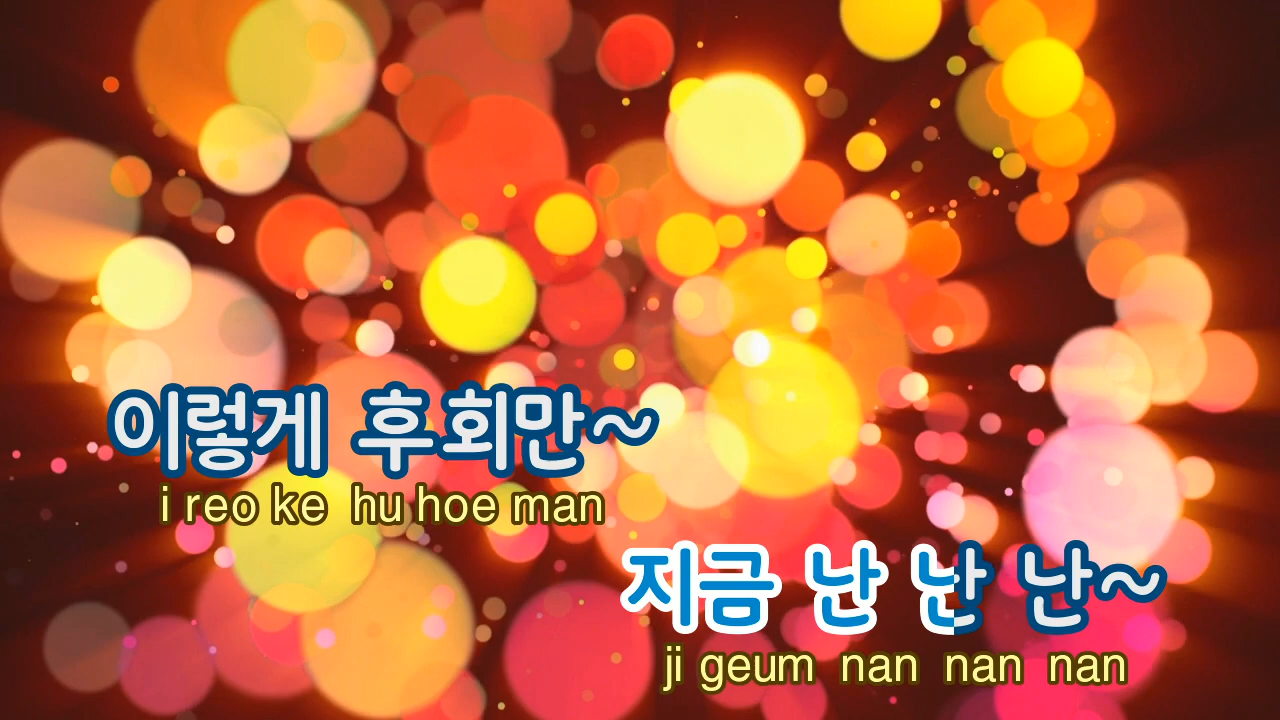 이렇게 후회만~
i reo ke hu hoe man
지금 난 난 난~
ji geum nan nan nan